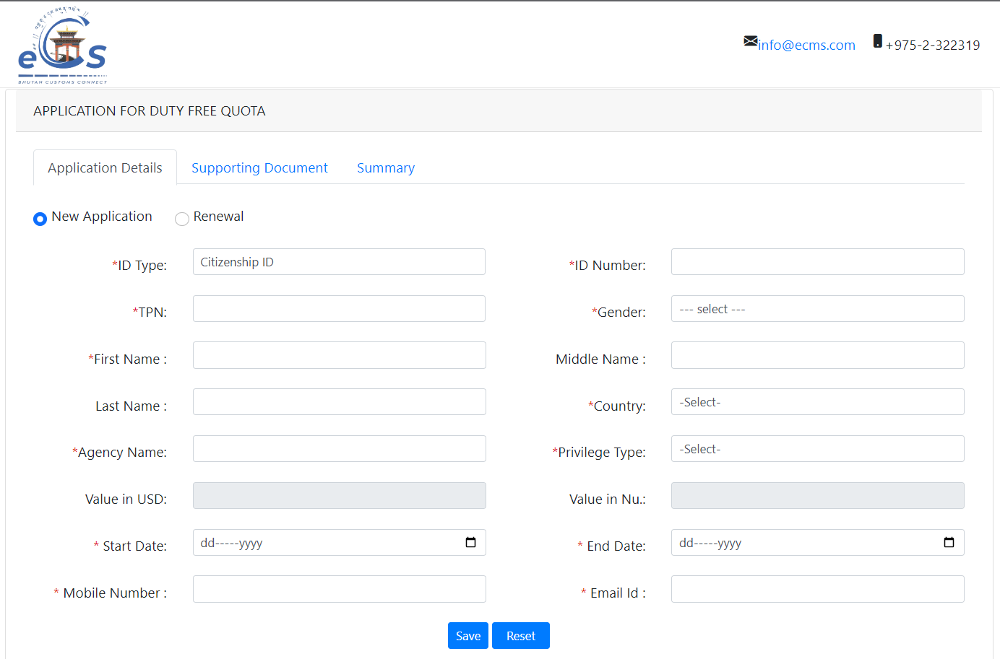 eCS
BHUTAN CUSTOMS CONNECT
info@ecms.com +975-2-322319
APPLICATION FOR DUTY FREE QUOTA
Application Details Supporting Document Summary
New Application Renewal
*ID Type: Citizenship ID *ID Number:
*TPN: *Gender: --- select ---
*First Name : Middle Name :
Last Name : *Country: -Select-
*Agency Name: *Privilege Type: -Select-
Value in USD: Value in Nu.:
* Start Date: dd-----yyyy * End Date: dd-----yyyy
* Mobile Number : * Email Id :
Save Reset